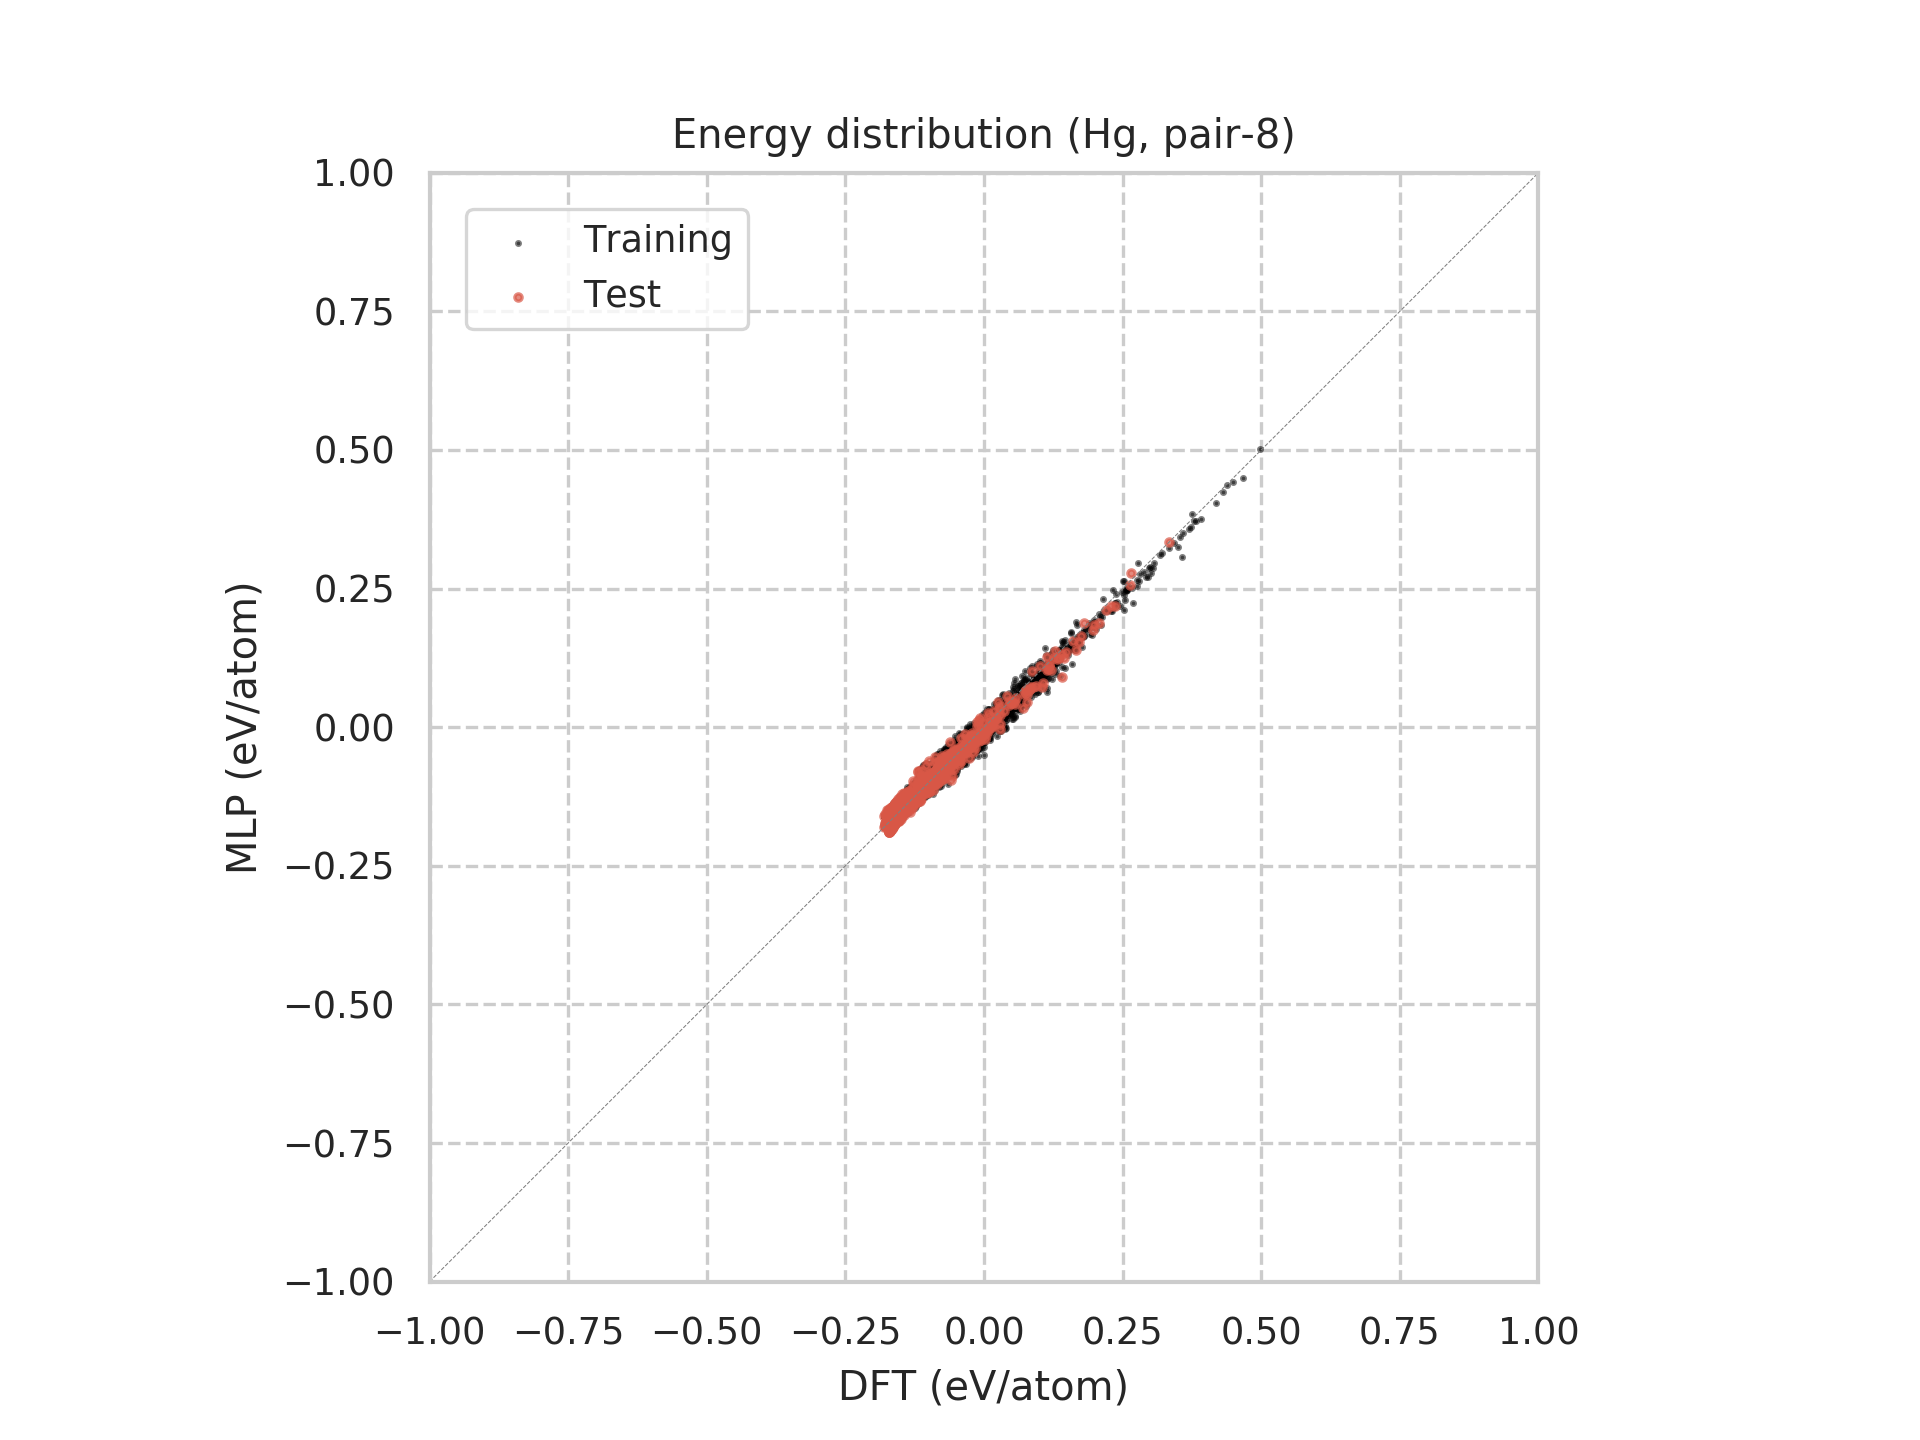 Energy distribution (Hg, pair-8)
Training
Test
1.00
0.75
0.50
0.25
0.00
−0.25
−0.50
−0.75
−1.00
MLP (eV/atom)
−1.00 −0.75 −0.50 −0.25 0.00 0.25 0.50 0.75 1.00
DFT (eV/atom)